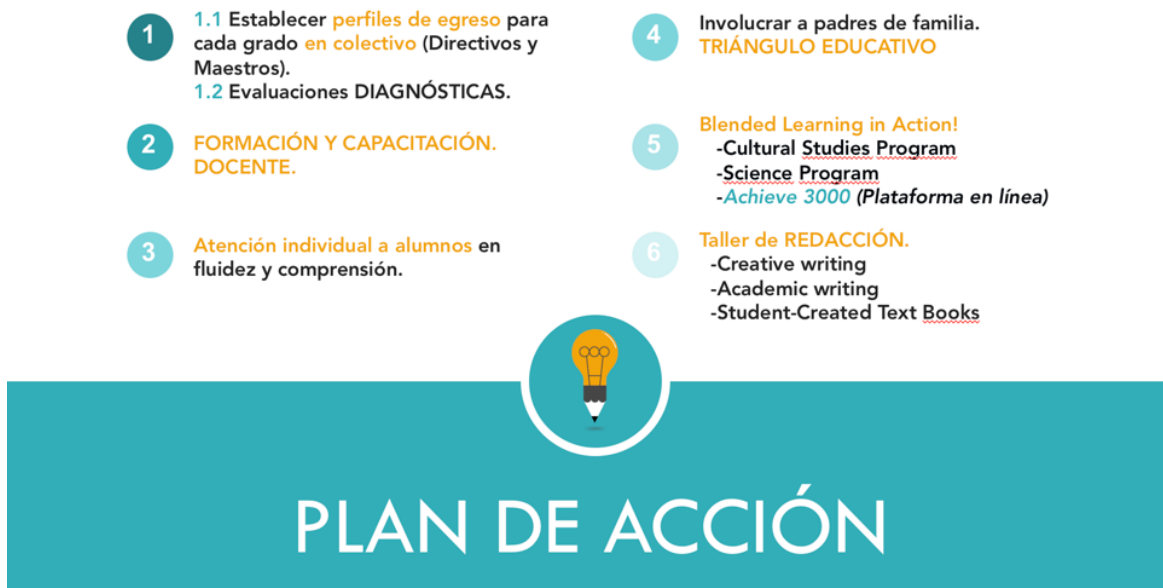 1
1.1 Establecer perfiles de egreso para
cada grado en colectivo (Directivos y
Maestros).
1.2 Evaluaciones DIAGNÓSTICAS.
2
FORMACIÓN Y CAPACITACIÓN.
DOCENTE.
3
Atención individual a alumnos en
fluidez y comprensión.
4
Involucrar a padres de familia.
TRIÁNGULO EDUCATIVO
5
Blended Learning in Action!
-Cultural Studies Program
-Science Program
-Achieve 3000 (Plataforma en línea)
6
Taller de REDACCIÓN.
-Creative writing
-Academic writing
-Student-Created Text Books
PLAN DE ACCIÓN